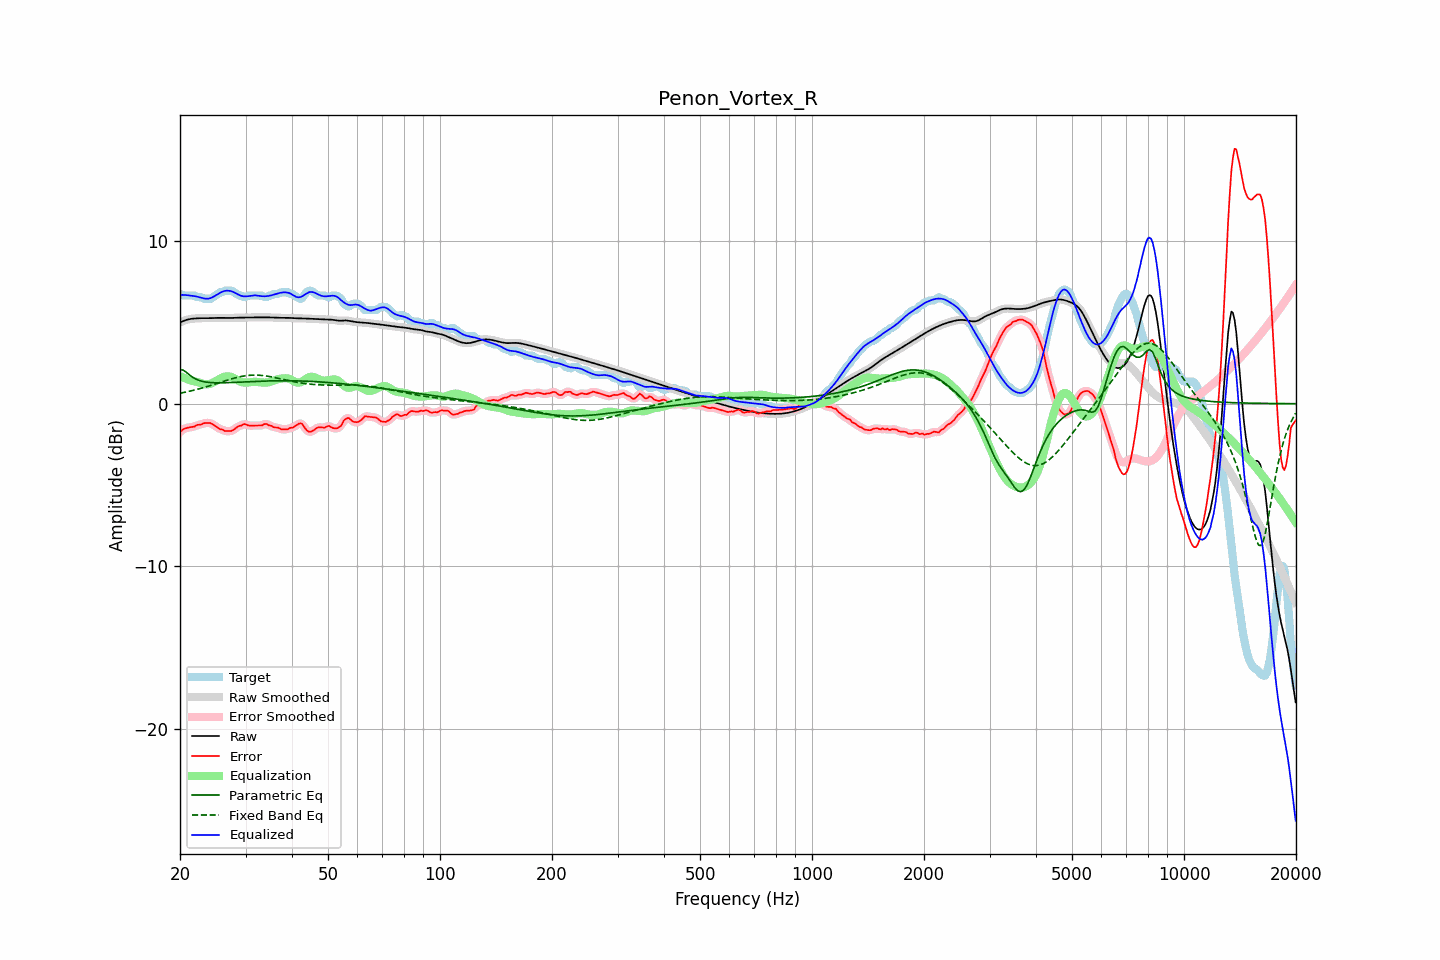 Penon_Vortex_R
Amplitude (dBr)
10
0
−10
−20
Target
Raw Smoothed
Error Smoothed
Raw
Error
Equalization
Parametric Eq
Fixed Band Eq
Equalized
20 50 100 200 500 1000 2000 5000 10000 20000
Frequency (Hz)